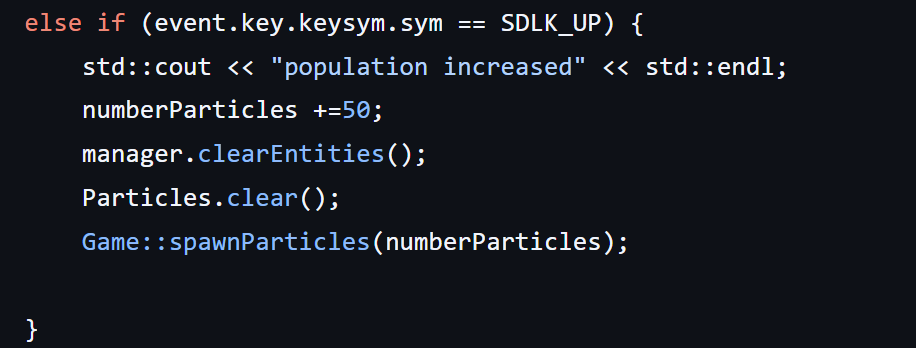 else if (event.key.keysym.sym == SDLK_UP) {
    std::cout << "population increased" << std::endl;
    numberParticles +=50;
    manager.clearEntities();
    Particles.clear();
    Game::spawnParticles(numberParticles);
}